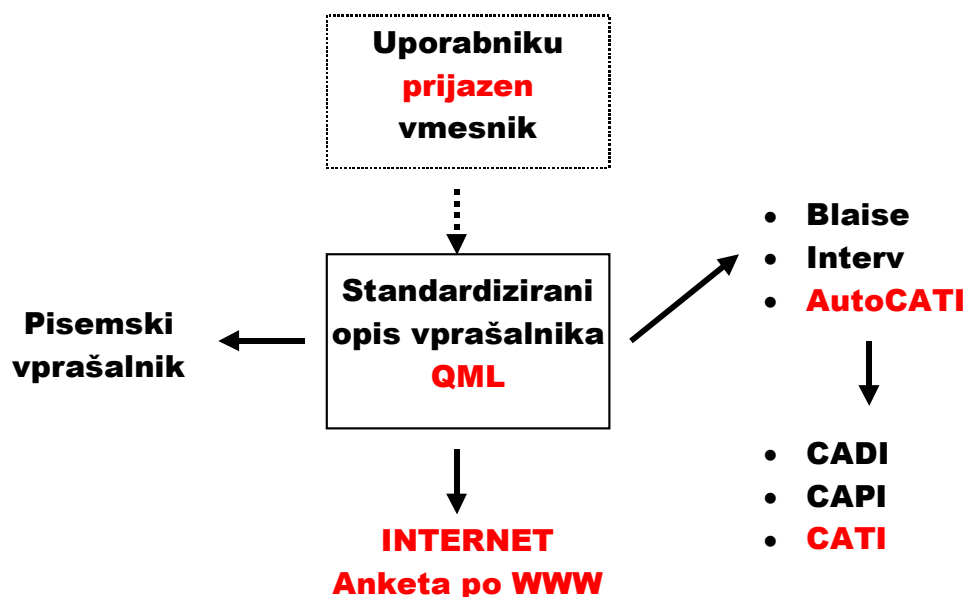 Uporabniku
prijazen
vmesnik
• Blaise
• Interv
• AutoCATI
Standardizirani
opis vprašalnika
QML
Pisemski
vprašalnik
• CADI
• CAPI
• CATI
INTERNET
Anketa po WWW